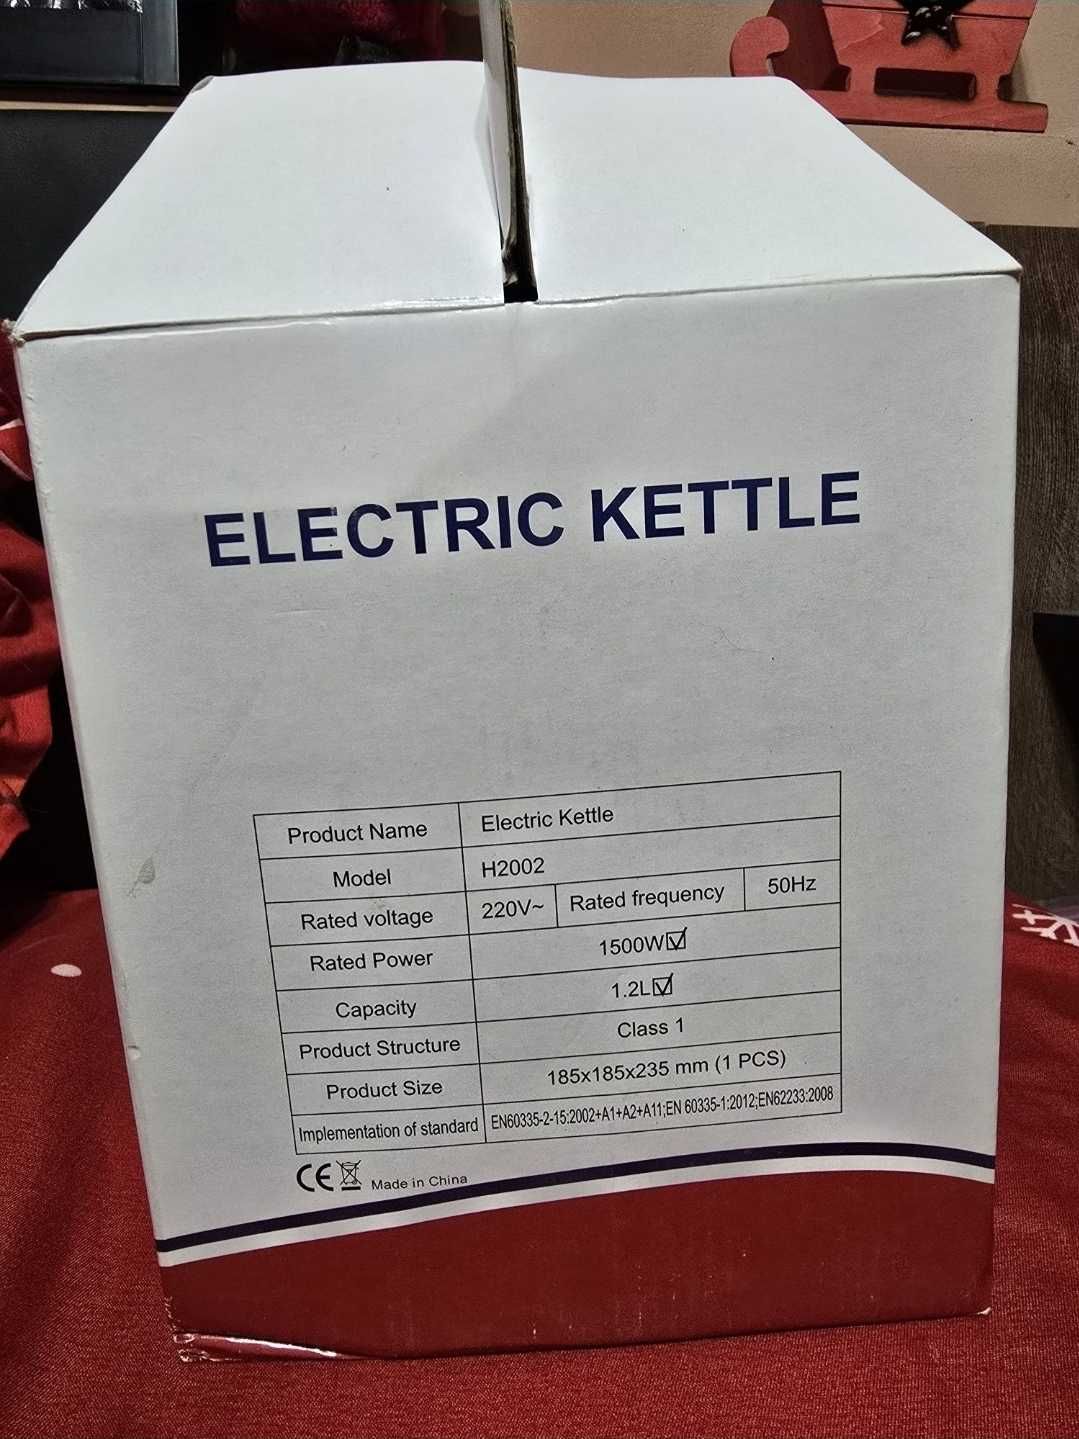 ELECTRIC KETTLE
Product Name Electric Kettle
Model H2002
Rated voltage 220V~ Rated frequency 50Hz
Rated Power 1500W☑
Capacity 1.2L☑
Product Structure Class 1
Product Size 185x185x235 mm (1 PCS)
Implementation of standard EN60335-2-15:2002+A1+A2+A11;EN 60335-1:2012;EN62233:2008
CE Made in China